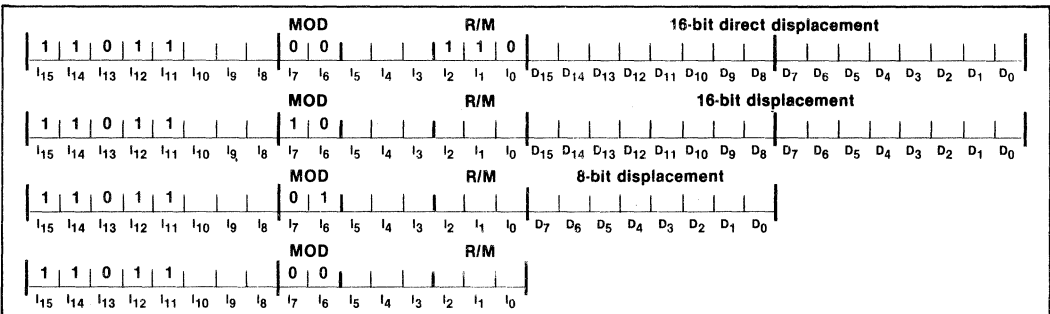 MOD R/M 16-bit direct displacement
1 1 0 1 1 0 0 1 1 0
I15 I14 I13 I12 I11 I10 I9 I8 I7 I6 I5 I4 I3 I2 I1 I0 D15 D14 D13 D12 D11 D10 D9 D8 D7 D6 D5 D4 D3 D2 D1 D0
MOD R/M 16-bit displacement
1 1 0 1 1 1 0
I15 I14 I13 I12 I11 I10 I9 I8 I7 I6 I5 I4 I3 I2 I1 I0 D15 D14 D13 D12 D11 D10 D9 D8 D7 D6 D5 D4 D3 D2 D1 D0
MOD R/M 8-bit displacement
1 1 0 1 1 0 1
I15 I14 I13 I12 I11 I10 I9 I8 I7 I6 I5 I4 I3 I2 I1 I0 D7 D6 D5 D4 D3 D2 D1 D0
MOD R/M
1 1 0 1 1 0 0
I15 I14 I13 I12 I11 I10 I9 I8 I7 I6 I5 I4 I3 I2 I1 I0